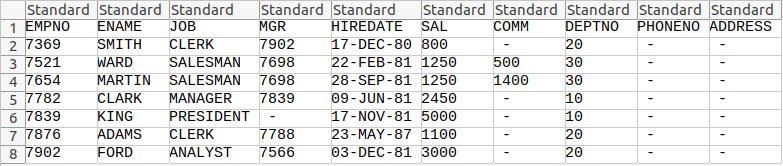 Standard Standard Standard Standard Standard Standard Standard Standard Standard Standard
1 EMPNO ENAME JOB MGR HIREDATE SAL COMM DEPTNO PHONENO ADDRESS
2 7369 SMITH CLERK 7902 17-DEC-80 800 - 20 - -
3 7521 WARD SALESMAN 7698 22-FEB-81 1250 500 30 - -
4 7654 MARTIN SALESMAN 7698 28-SEP-81 1250 1400 30 - -
5 7782 CLARK MANAGER 7839 09-JUN-81 2450 - 10 - -
6 7839 KING PRESIDENT - 17-NOV-81 5000 - 10 - -
7 7876 ADAMS CLERK 7788 23-MAY-87 1100 - 20 - -
8 7902 FORD ANALYST 7566 03-DEC-81 3000 - 20 - -